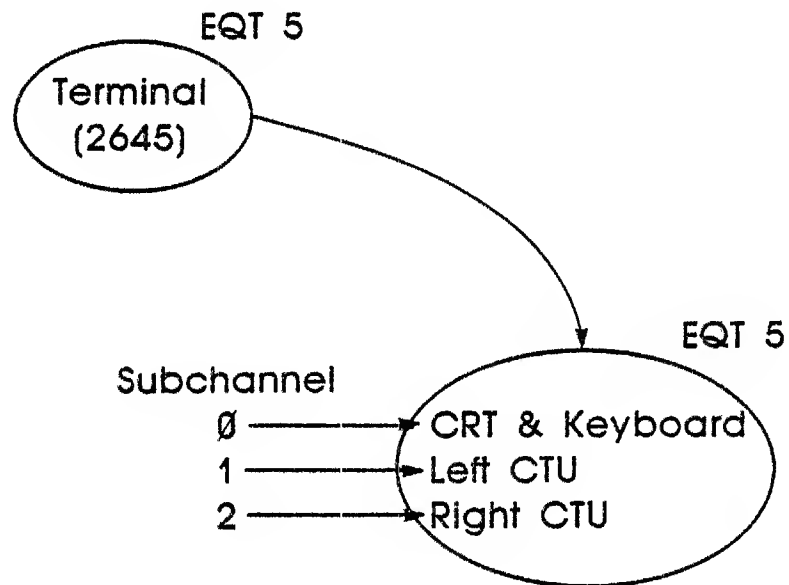 EQT 5
Terminal
(2645)
EQT 5
Subchannel
Ø CRT & Keyboard
1 Left CTU
2 Right CTU